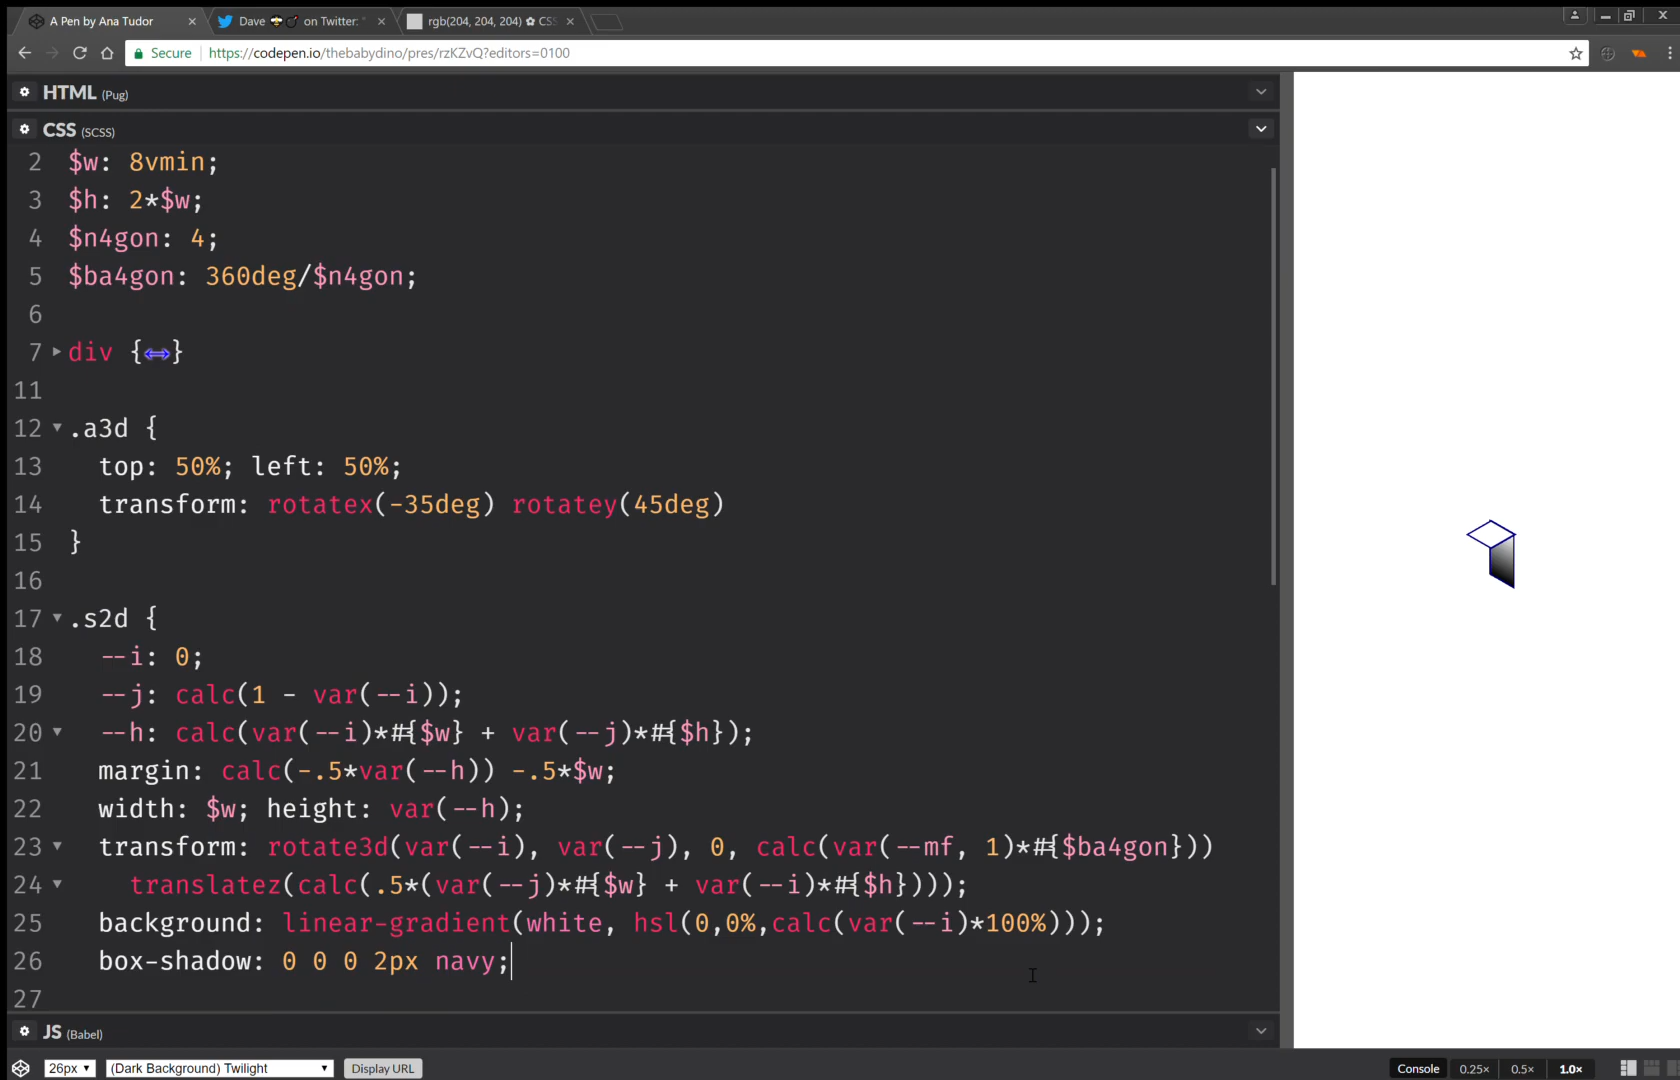 A Pen by Ana Tudor
Dave on Twitter: "
rgb(204, 204, 204) ✿ CSS
Secure https://codepen.io/thebabydino/pres/rzKZvQ?editors=0100
HTML (Pug)
CSS (SCSS)
2 $w: 8vmin;
3 $h: 2*$w;
4 $n4gon: 4;
5 $ba4gon: 360deg/$n4gon;
6
7 div {↔}
11
12 .a3d {
13 top: 50%; left: 50%;
14 transform: rotatex(-35deg) rotatey(45deg)
15 }
16
17 .s2d {
18 --i: 0;
19 --j: calc(1 - var(--i));
20 --h: calc(var(--i)*#{$w} + var(--j)*#{$h});
21 margin: calc(-.5*var(--h)) -.5*$w;
22 width: $w; height: var(--h);
23 transform: rotate3d(var(--i), var(--j), 0, calc(var(--mf, 1)*#{$ba4gon}))
24 translatez(calc(.5*(var(--j)*#{$w} + var(--i)*#{$h})));
25 background: linear-gradient(white, hsl(0,0%,calc(var(--i)*100%)));
26 box-shadow: 0 0 0 2px navy;
27
JS (Babel)
26px (Dark Background) Twilight Display URL Console 0.25× 0.5× 1.0×